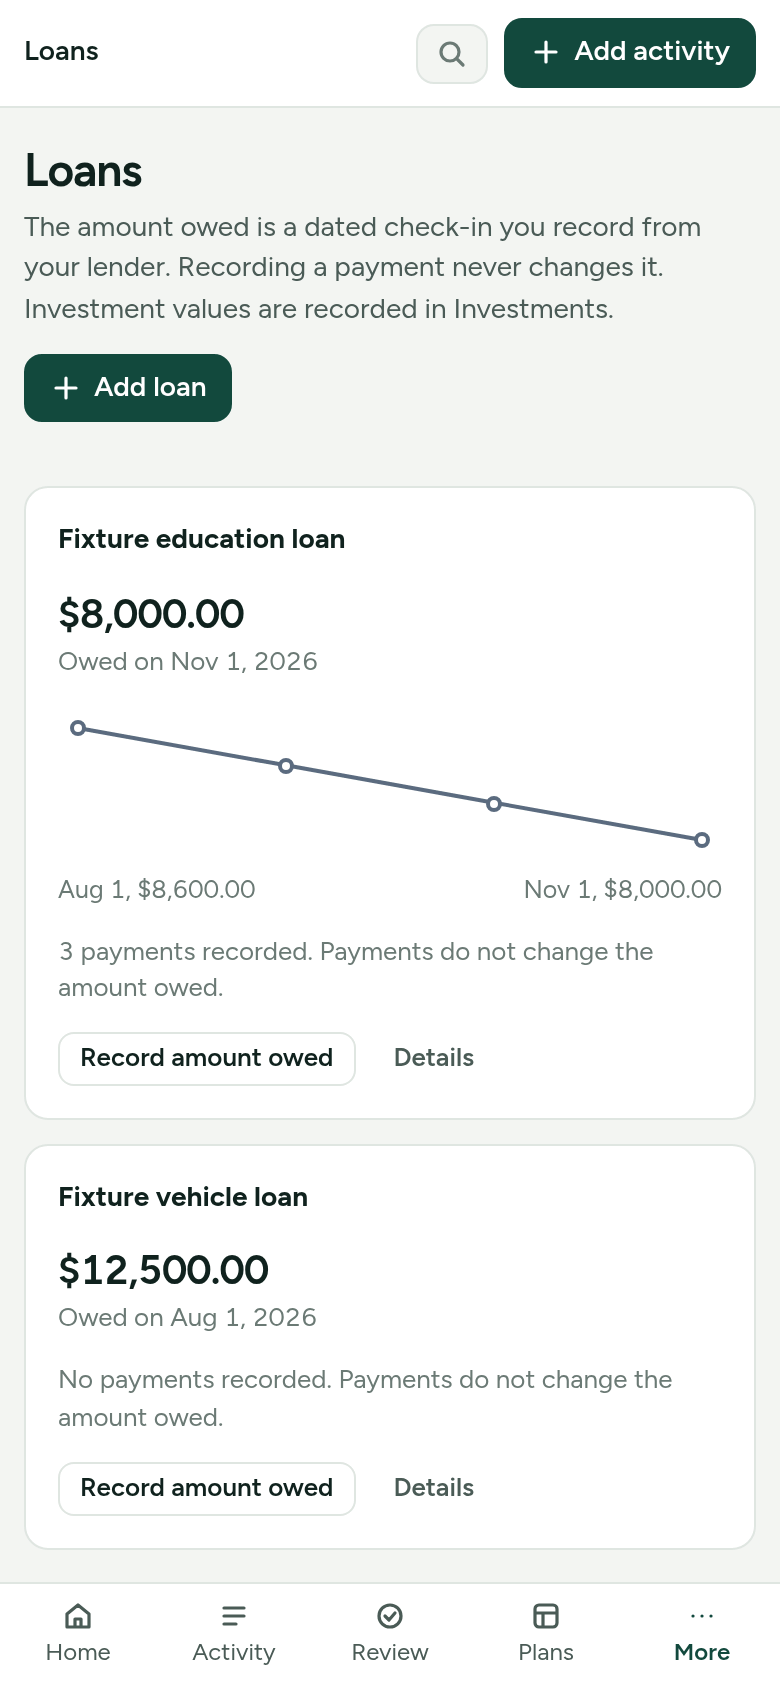 Loans
Add activity
Loans
The amount owed is a dated check-in you record from
your lender. Recording a payment never changes it.
Investment values are recorded in Investments.
Add loan
Fixture education loan
$8,000.00
Owed on Nov 1, 2026
Aug 1, $8,600.00
Nov 1, $8,000.00
3 payments recorded. Payments do not change the
amount owed.
Record amount owed
Details
Fixture vehicle loan
$12,500.00
Owed on Aug 1, 2026
No payments recorded. Payments do not change the
amount owed.
Record amount owed
Details
Home
Activity
Review
Plans
More